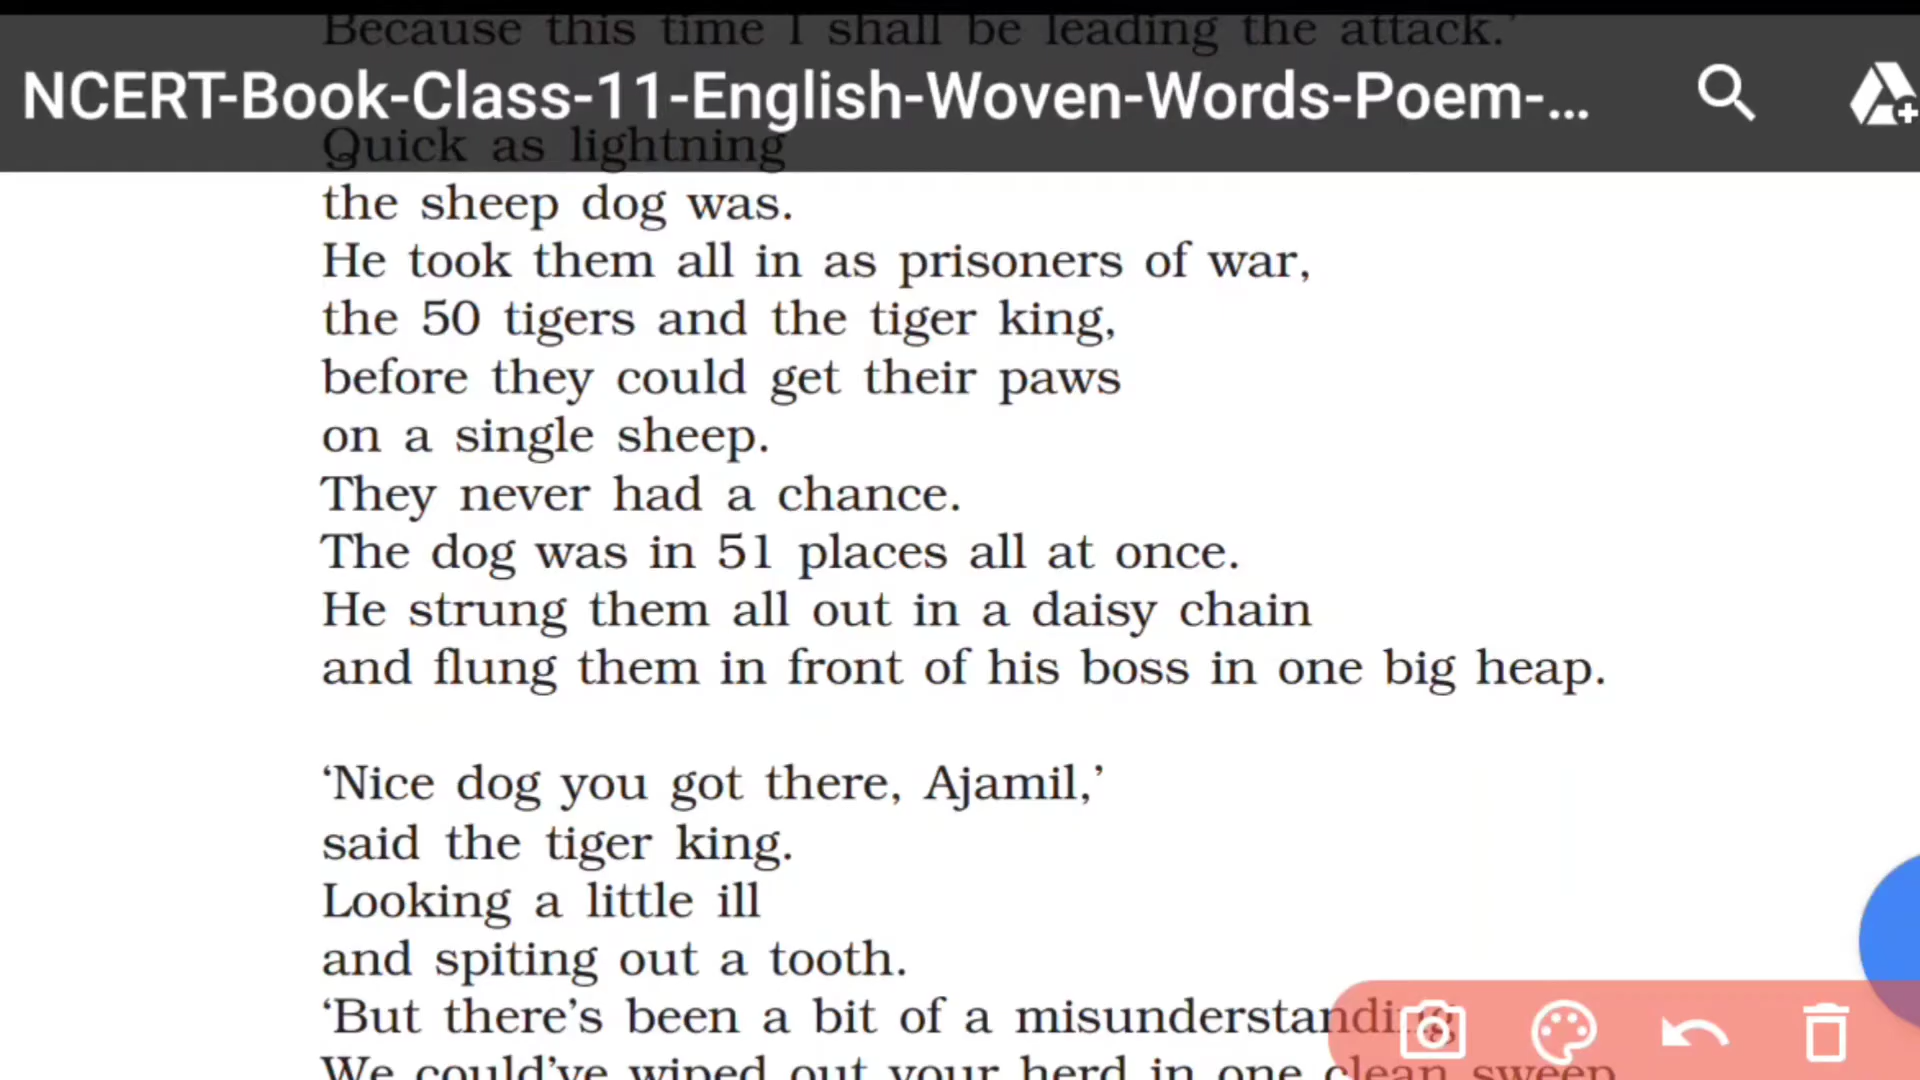 Because this time I shall be leading the attack.’
NCERT-Book-Class-11-English-Woven-Words-Poem-...
Quick as lightning
the sheep dog was.
He took them all in as prisoners of war,
the 50 tigers and the tiger king,
before they could get their paws
on a single sheep.
They never had a chance.
The dog was in 51 places all at once.
He strung them all out in a daisy chain
and flung them in front of his boss in one big heap.
‘Nice dog you got there, Ajamil,’
said the tiger king.
Looking a little ill
and spiting out a tooth.
‘But there’s been a bit of a misunderstanding
We could’ve wiped out your herd in one clean sweep